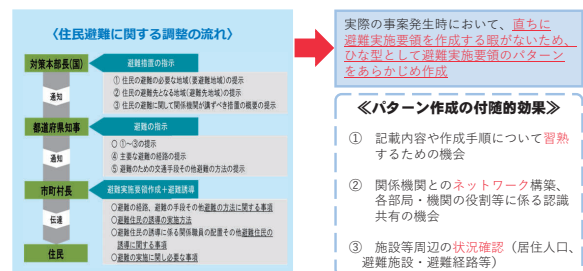 〈住民避難に関する調整の流れ〉
対策本部長(国)
避難措置の指示
① 住民の避難の必要な地域(要避難地域)の提示
② 住民の避難先となる地域(避難先地域)の提示
③ 住民の避難に関して関係機関が講ずべき措置の概要の提示
通知
都道府県知事
避難の指示
〇 ①～③の提示
④ 主要な避難の経路の提示
⑤ 避難のための交通手段その他避難の方法の提示
通知
市町村長
避難実施要領作成＋避難誘導
〇避難の経路、避難の手段その他避難の方法に関する事項
〇避難住民の誘導の実施方法
〇避難住民の誘導に係る関係職員の配置その他避難住民の
誘導に関する事項
〇避難の実施に関し必要な事項
伝達
住民
実際の事案発生時において、直ちに
避難実施要領を作成する暇がないため、
ひな型として避難実施要領のパターン
をあらかじめ作成
≪パターン作成の付随的効果≫
① 記載内容や作成手順について習熟
するための機会
② 関係機関とのネットワーク構築、
各部局・機関の役割等に係る認識
共有の機会
③ 施設等周辺の状況確認（居住人口、
避難施設・避難経路等）